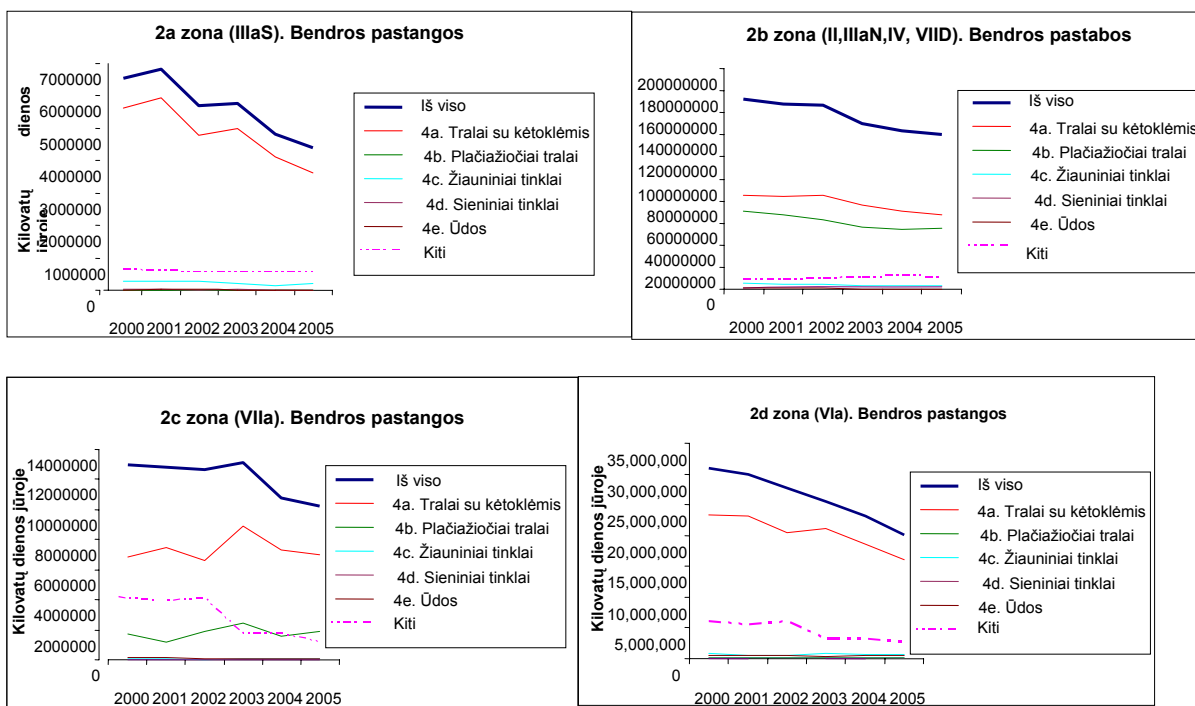 2a zona (IIIaS). Bendros pastangos
Kilovatų dienos jūroje
7000000
6000000
5000000
4000000
3000000
2000000
1000000
0
2000 2001 2002 2003 2004 2005
Iš viso
4a. Tralai su kėtoklėmis
4b. Plačiažiočiai tralai
4c. Žiauniniai tinklai
4d. Sieniniai tinklai
4e. Ūdos
Kiti
2b zona (II,IIIaN,IV, VIID). Bendros pastabos
200000000
180000000
160000000
140000000
120000000
100000000
80000000
60000000
40000000
20000000
2000 2001 2002 2003 2004 2005
Iš viso
4a. Tralai su kėtoklėmis
4b. Plačiažiočiai tralai
4c. Žiauniniai tinklai
4d. Sieniniai tinklai
4e. Ūdos
Kiti
2c zona (VIIa). Bendros pastangos
Kilovatų dienos jūroje
14000000
12000000
10000000
8000000
6000000
4000000
2000000
0
2000 2001 2002 2003 2004 2005
Iš viso
4a. Tralai su kėtoklėmis
4b. Plačiažiočiai tralai
4c. Žiauniniai tinklai
4d. Sieniniai tinklai
4e. Ūdos
Kiti
2d zona (VIa). Bendros pastangos
Kilovatų dienos jūroje
35,000,000
30,000,000
25,000,000
20,000,000
15,000,000
10,000,000
5,000,000
0
2000 2001 2002 2003 2004 2005
Iš viso
4a. Tralai su kėtoklėmis
4b. Plačiažiočiai tralai
4c. Žiauniniai tinklai
4d. Sieniniai tinklai
4e. Ūdos
Kiti